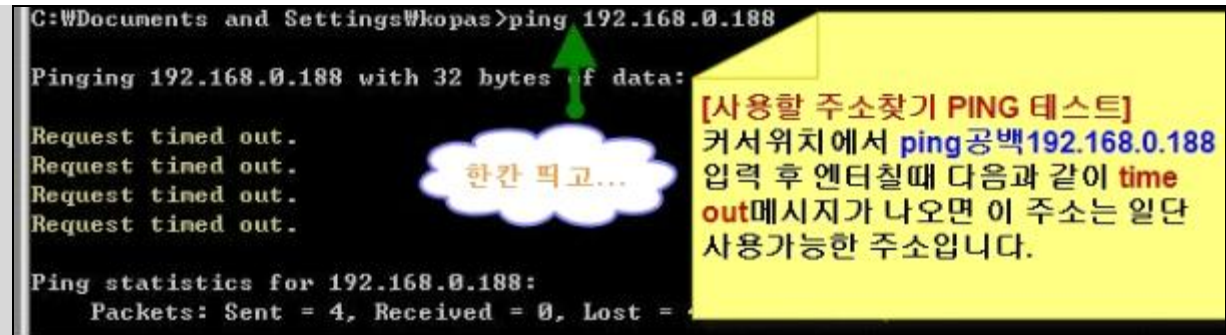 C:₩Documents and Settings₩kopas>ping 192.168.0.188
Pinging 192.168.0.188 with 32 bytes of data:
Request timed out.
Request timed out.
Request timed out.
Request timed out.
Ping statistics for 192.168.0.188:
Packets: Sent = 4, Received = 0, Lost =
한칸 띄고...
[사용할 주소찾기 PING 테스트]
커서위치에서 ping공백192.168.0.188
입력 후 엔터칠때 다음과 같이 time
out메시지가 나오면 이 주소는 일단
사용가능한 주소입니다.